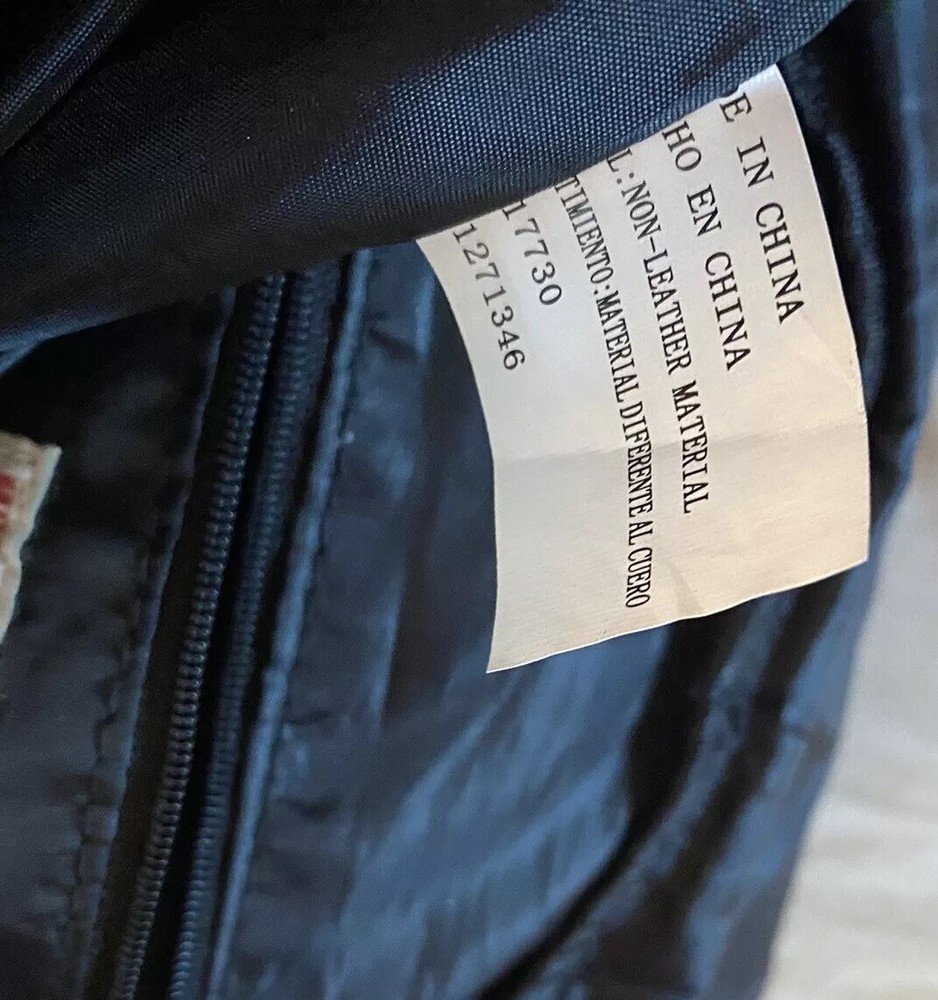 E IN CHINA
HO EN CHINA
L:NON-LEATHER MATERIAL
TIMIENTO:MATERIAL DIFERENTE AL CUERO
17730
1271346